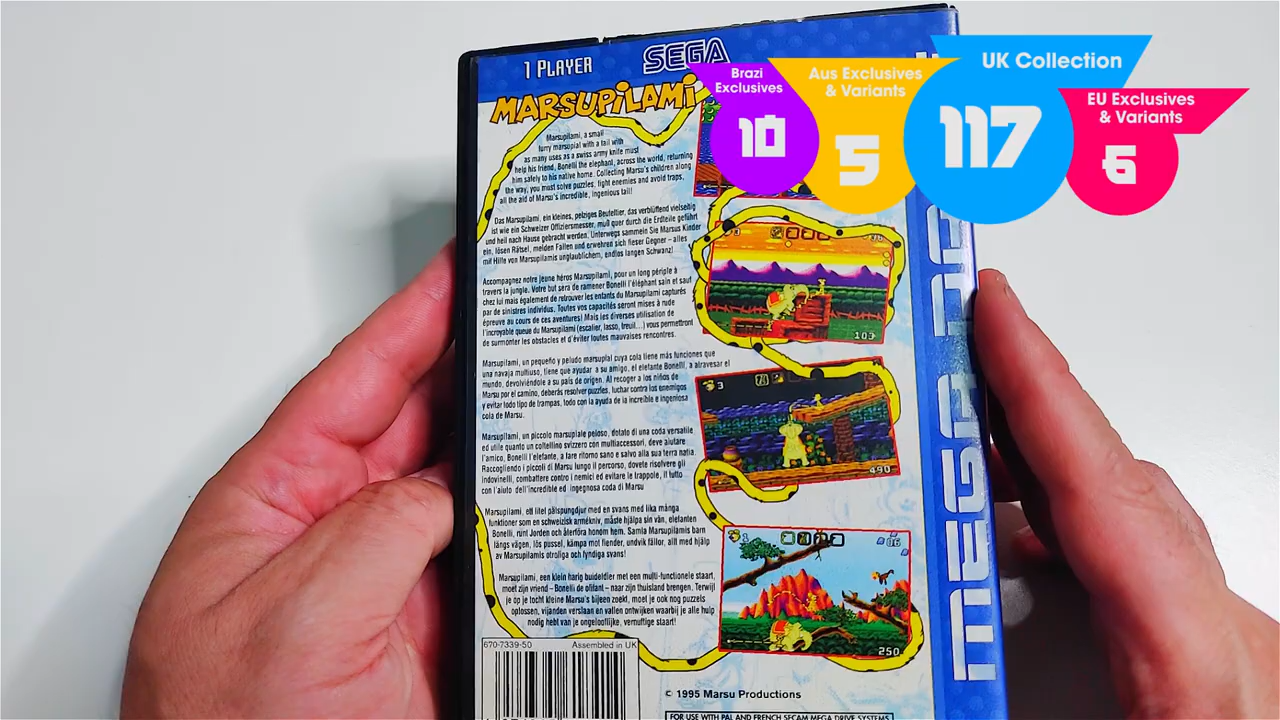 1 PLAYER
SEGA
MARSUPILAMI
Marsupilami, a small
furry marsupial with a tail with
as many uses as a swiss army knife must
help his friend, Bonelli the elephant, across the world, returning
him safely to his native home. Collecting Marsu's children along
the way, you must solve puzzles, fight enemies and avoid traps,
all the aid of Marsu's incredible, ingenious tail!
Das Marsupilami, ein kleines, pelziges Beuteltier, das verblüffend vielseitig
ist wie ein Schweizer Offiziersmesser, muß quer durch die Erdteile geführt
und heil nach Hause gebracht werden. Unterwegs sammeln Sie Marsus Kinder
ein, lösen Rätsel, meiden Fallen und erwehren sich fieser Gegner – alles
mit Hilfe von Marsupilamis unglaublichem, endlos langen Schwanz!
Accompagnez notre jeune héros Marsupilami, pour un long périple à
travers la jungle. Votre but sera de ramener Bonelli l'éléphant sain et sauf
chez lui mais également de retrouver les entants du Marsupilami capturés
par de sinistres individus. Toutes vos capacités seront mises à rude
épreuve au cours de ces aventures! Mais les diverses utilisation de
l'incroyable queue du Marsupilami (escalier, lasso, treuil...) vous permettront
de surmonter les obstacles et d'éviter toutes mauvaises rencontres.
Marsupilami, un pequeño y peludo marsupial cuya cola tiene más funciones que
una navaja multiuso, tiene que ayudar a su amigo, el elefante Bonelli, a atravesar el
mundo, devolviéndole a su país de origen. Al recoger a los niños de
Marsu por el camino, deberás resolver puzzles, luchar contra los enemigos
y evitar todo tipo de trampas, todo con la ayuda de la increíble e ingeniosa
cola de Marsu.
Marsupilami, un piccolo marsupiale peloso, dotato di una coda versatile
ed utile quanto un coltellino svizzero con multiaccessori, deve aiutare
l'amico, Bonelli l'elefante, a fare ritorno sano e salvo alla sua terra natia.
Raccogliendo i piccoli di Marsu lungo il percorso, dovete risolvere gli
indovinelli, combattere contro i nemici ed evitare le trappole, il tutto
con l'aiuto dell'incredibile ed ingegnosa coda di Marsu
Marsupilami, ett litet pälspungdjur med en svans med lika många
funktioner som en schweizisk armékniv, måste hjälpa sin vän, elefanten
Bonelli, runt Jorden och återföra honom hem. Samla Marsupilamis barn
längs vägen, lös pussel, kämpa mot fiender, undvik fällor, allt med hjälp
av Marsupilamis otroliga och fyndiga svans!
Marsupilami, een klein harig buideldier met een multi-functionele staart,
moet zijn vriend – Bonelli de olifant – naar zijn thuisland brengen. Terwijl
je op je tocht kleine Marsu's bijeen zoekt, moet je ook nog puzzels
oplossen, vijanden verslaan en vallen ontwijken waarbij je alle hulp
nodig hebt van je ongelooflijke, vernuftige staart!
670-7339-50 Assembled in UK
© 1995 Marsu Productions
FOR USE WITH PAL AND FRENCH SECAM MEGA DRIVE SYSTEMS
103
3
490
1
06
250
MEGA
Brazi
Exclusives
10
Aus Exclusives
& Variants
5
UK Collection
117
EU Exclusives
& Variants
6